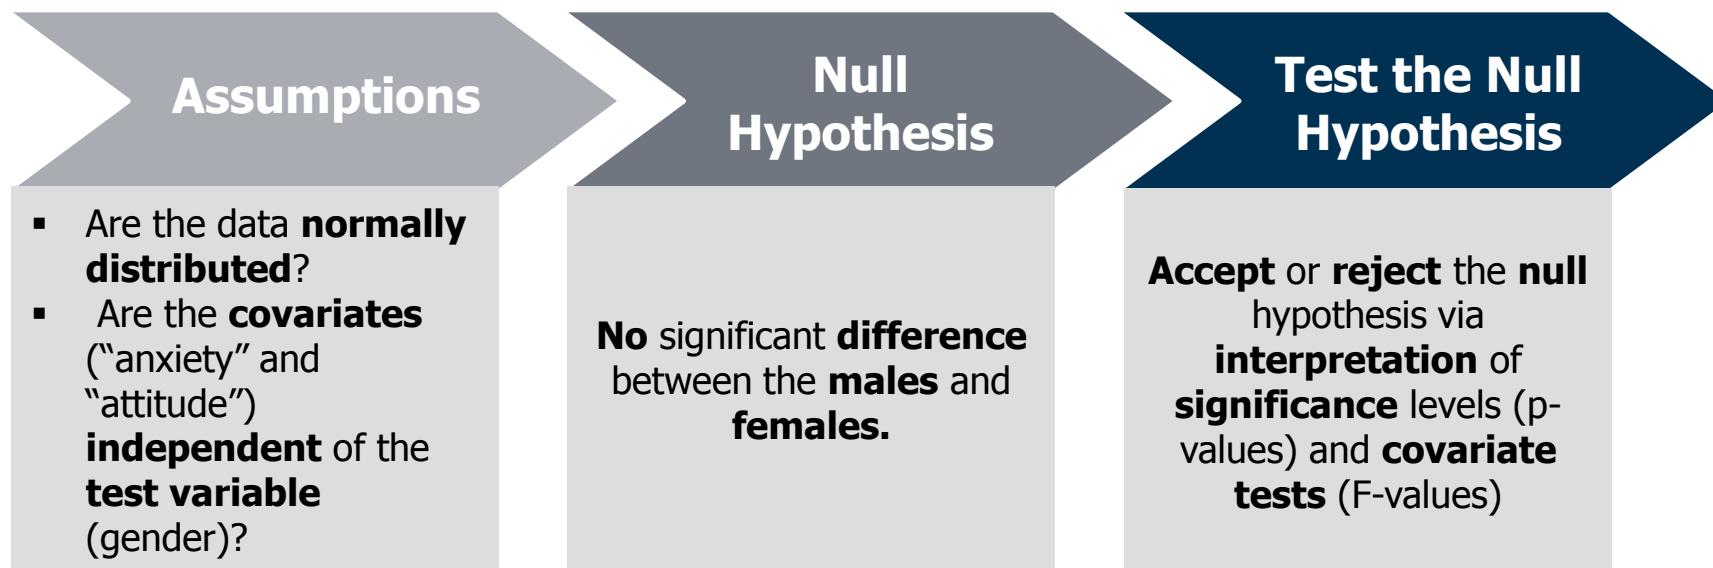 Assumptions
▪ Are the data normally
distributed?
▪ Are the covariates
(“anxiety” and
“attitude”)
independent of the
test variable
(gender)?
Null
Hypothesis
No significant difference
between the males and
females.
Test the Null
Hypothesis
Accept or reject the null
hypothesis via
interpretation of
significance levels (p-
values) and covariate
tests (F-values)